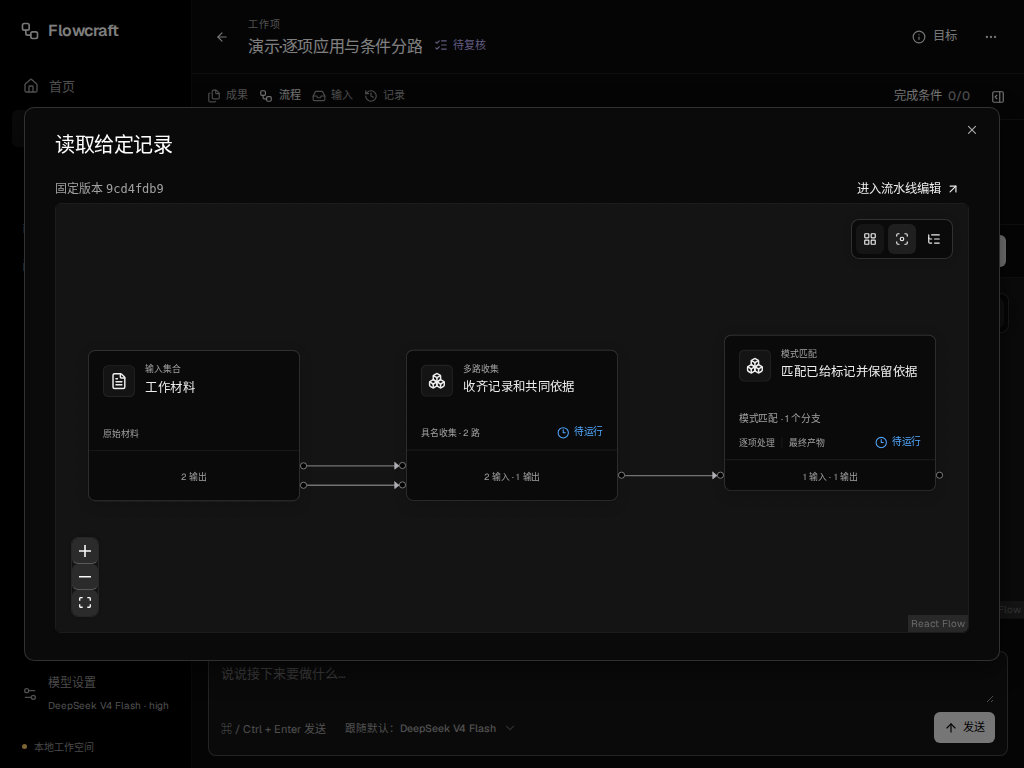 Flowcraft
工作项
演示·逐项应用与条件分路
待复核
目标
首页
成果
流程
输入
记录
完成条件 0/0
读取给定记录
固定版本 9cd4fdb9
进入流水线编辑
输入集合
工作材料
原始材料
2 输出
多路收集
收齐记录和共同依据
具名收集 · 2 路
待运行
2 输入 · 1 输出
模式匹配
匹配已给标记并保留依据
模式匹配 · 1 个分支
逐项处理
最终产物
待运行
1 输入 · 1 输出
React Flow
Flow
模型设置
DeepSeek V4 Flash · high
本地工作空间
说说接下来要做什么…
⌘ / Ctrl + Enter 发送
跟随默认：DeepSeek V4 Flash
发送